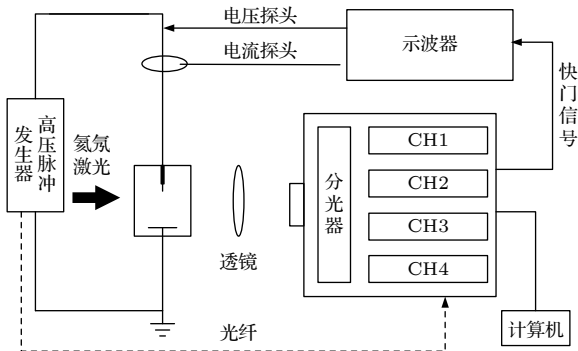 电压探头
示波器
电流探头
快门信号
高压脉冲
发生器
氦氖
激光
分光器
CH1
CH2
CH3
CH4
透镜
光纤
计算机